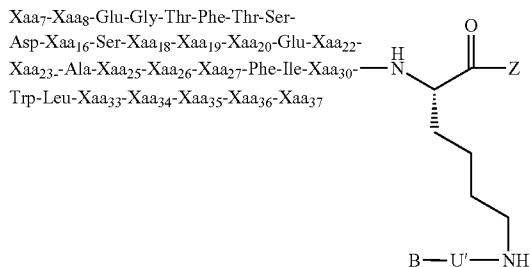 Xaa7-Xaa8-Glu-Gly-Thr-Phe-Thr-Ser-
Asp-Xaa16-Ser-Xaa18-Xaa19-Xaa20-Glu-Xaa22-
Xaa23.-Ala-Xaa25-Xaa26-Xaa27-Phe-Ile-Xaa30-
Trp-Leu-Xaa33-Xaa34-Xaa35-Xaa36-Xaa37
H
N
O
Z
B-U'-NH